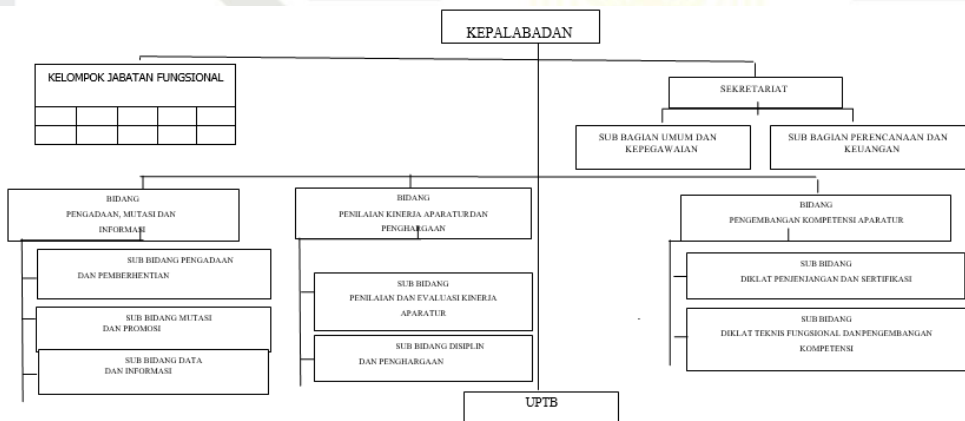 KEPALABADAN
KELOMPOK JABATAN FUNGSIONAL
SEKRETARIAT
SUB BAGIAN UMUM DAN
KEPEGAWAIAN
SUB BAGIAN PERENCANAAN DAN
KEUANGAN
BIDANG
PENGADAAN, MUTASI DAN
INFORMASI
BIDANG
PENILAIAN KINERJA APARATURDAN
PENGHARGAAN
BIDANG
PENGEMBANGAN KOMPETENSI APARATUR
SUB BIDANG PENGADAAN
DAN PEMBERHENTIAN
SUB BIDANG MUTASI
DAN PROMOSI
SUB BIDANG DATA
DAN INFORMASI
SUB BIDANG
PENILAIAN DAN EVALUASI KINERJA
APARATUR
SUB BIDANG DISIPLIN
DAN PENGHARGAAN
SUB BIDANG
DIKLAT PENJENJANGAN DAN SERTIFIKASI
SUB BIDANG
DIKLAT TEKNIS FUNGSIONAL DANPENGEMBANGAN
KOMPETENSI
UPTB